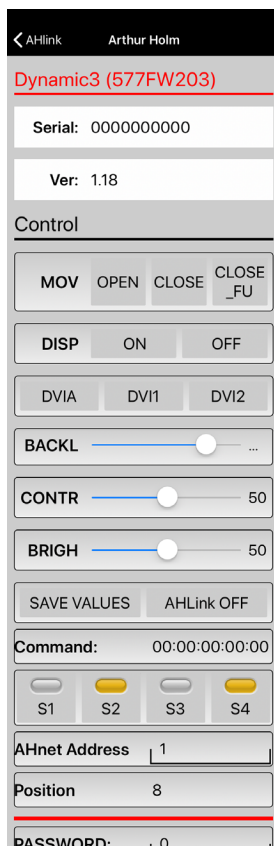 AHlink Arthur Holm
Dynamic3 (577FW203)
Serial: 0000000000
Ver: 1.18
Control
MOV OPEN CLOSE CLOSE
_FU
DISP ON OFF
DVIA DVI1 DVI2
BACKL ...
CONTR 50
BRIGH 50
SAVE VALUES AHLink OFF
Command: 00:00:00:00:00
S1 S2 S3 S4
AHnet Address 1
Position 8
PASSWORD: 0